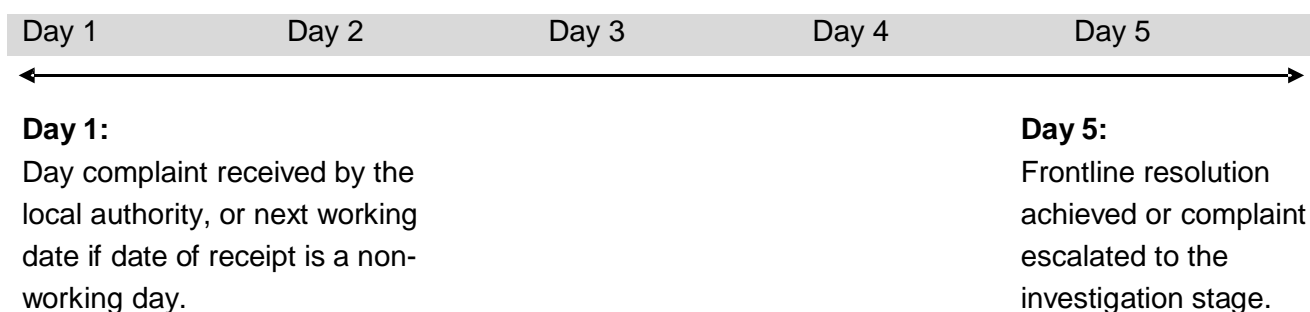 Day 1 Day 2 Day 3 Day 4 Day 5
Day 1:
Day complaint received by the
local authority, or next working
date if date of receipt is a non-
working day.
Day 5:
Frontline resolution
achieved or complaint
escalated to the
investigation stage.